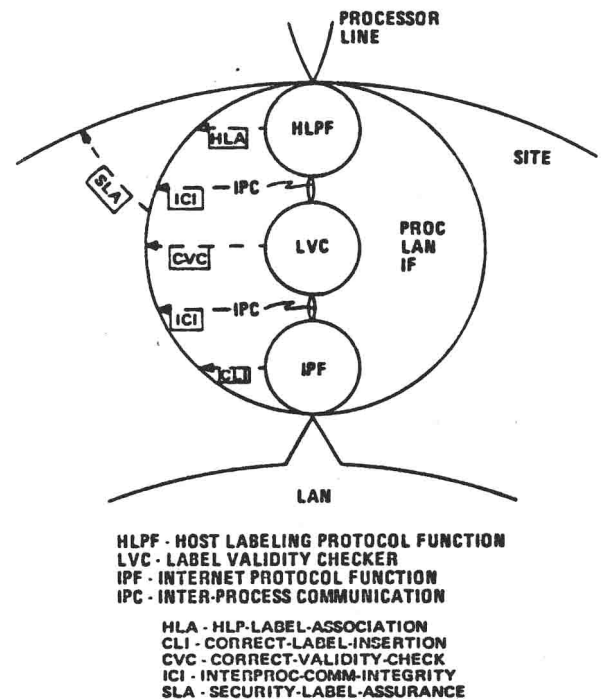 PROCESSOR
LINE
HLPF
HLA
SITE
SLA
ICI
IPC
PROC
LAN
IF
LVC
CVC
ICI
IPC
IPF
CLI
LAN
HLPF - HOST LABELING PROTOCOL FUNCTION
LVC - LABEL VALIDITY CHECKER
IPF - INTERNET PROTOCOL FUNCTION
IPC - INTER-PROCESS COMMUNICATION
HLA - HLP-LABEL-ASSOCIATION
CLI - CORRECT-LABEL-INSERTION
CVC - CORRECT-VALIDITY-CHECK
ICI - INTERPROC-COMM-INTEGRITY
SLA - SECURITY-LABEL-ASSURANCE